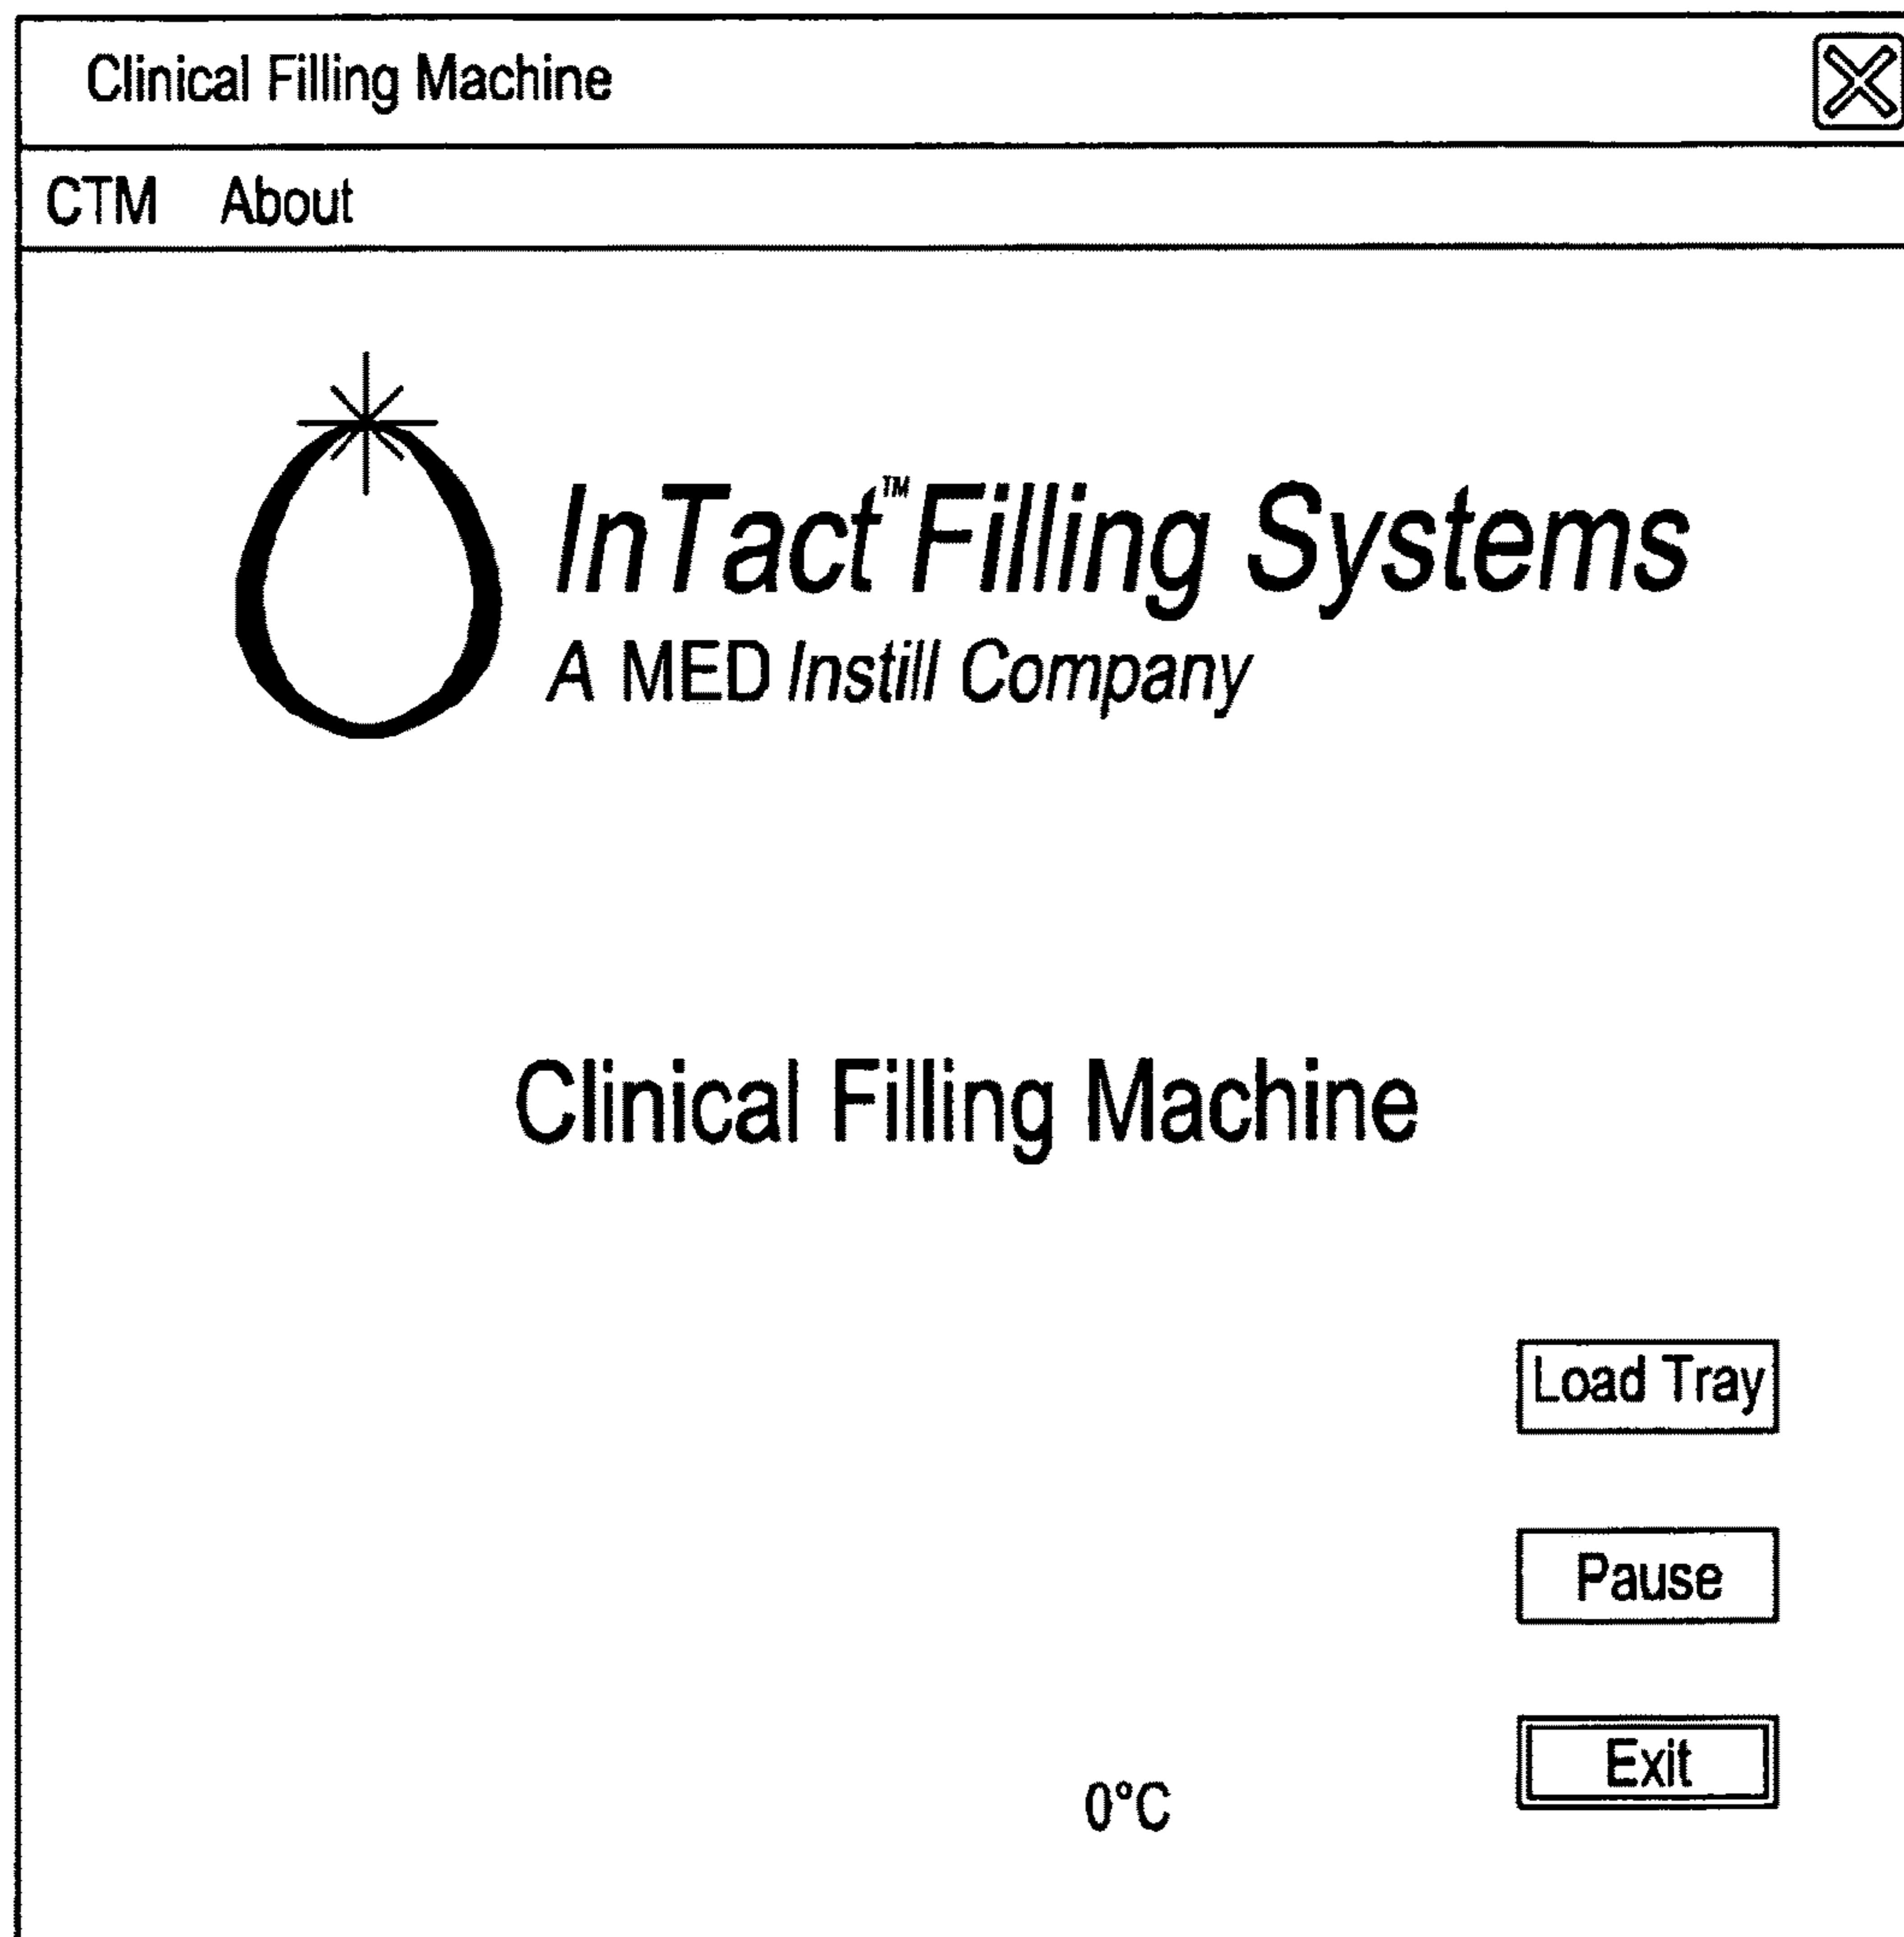 Clinical Filling Machine
CTM About
InTact™ Filling Systems
A MED Instill Company
Clinical Filling Machine
Load Tray
Pause
Exit
0°C